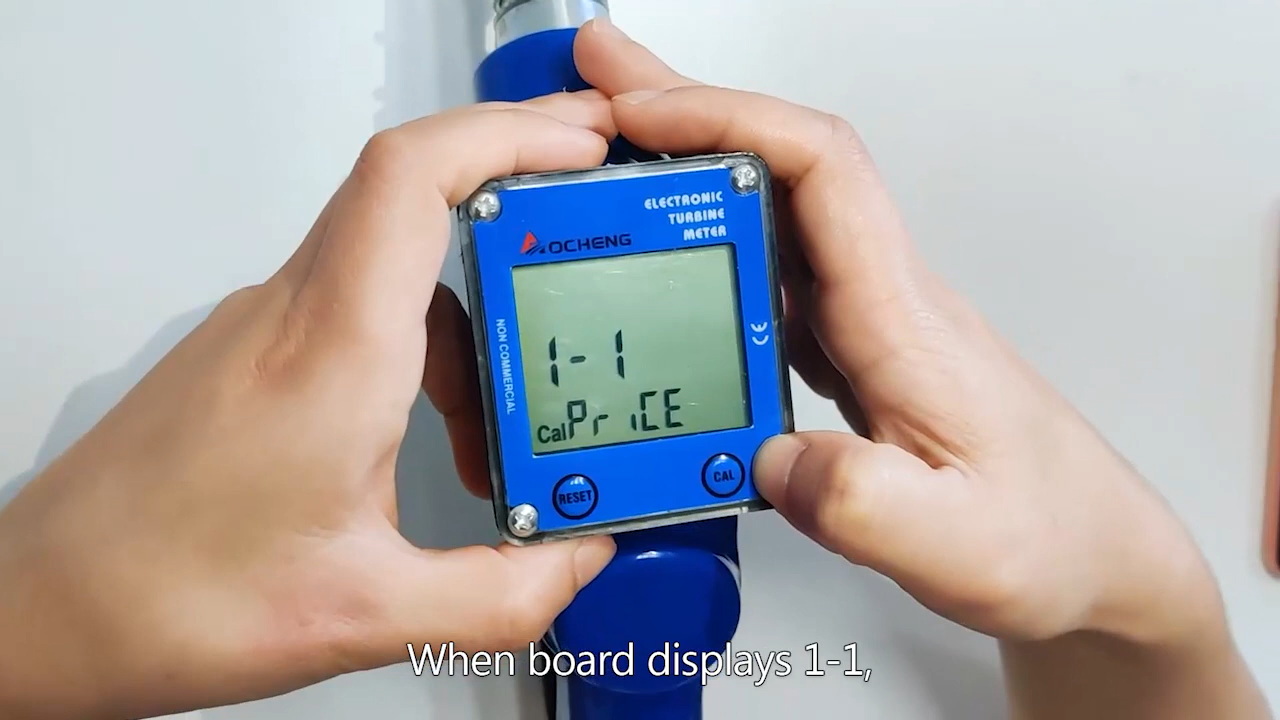 ELECTRONIC
TURBINE
METER
AOCHENG
NON COMMERCIAL
CE
1-1
Cal PriCE
RESET
CAL
When board displays 1-1,